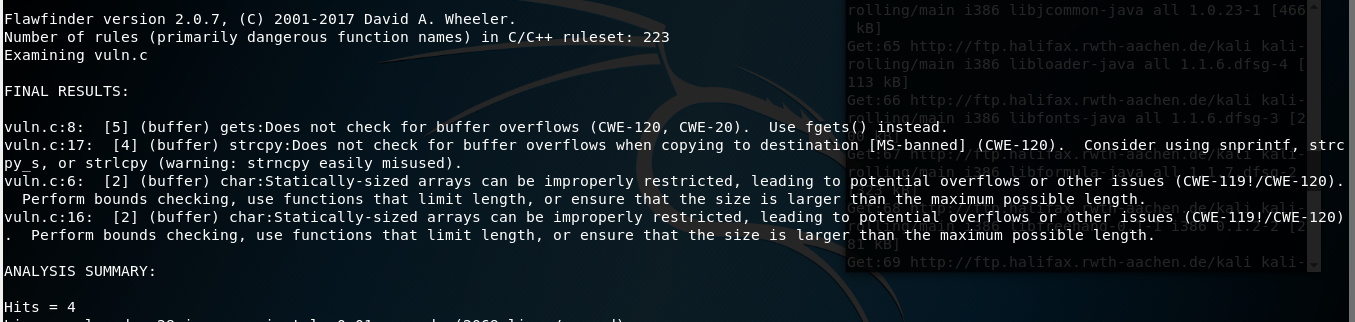 Flawfinder version 2.0.7, (C) 2001-2017 David A. Wheeler.
Number of rules (primarily dangerous function names) in C/C++ ruleset: 223
Examining vuln.c
FINAL RESULTS:
vuln.c:8:  [5] (buffer) gets:Does not check for buffer overflows (CWE-120, CWE-20).  Use fgets() instead.
vuln.c:17:  [4] (buffer) strcpy:Does not check for buffer overflows when copying to destination [MS-banned] (CWE-120).  Consider using snprintf, strc
py_s, or strlcpy (warning: strncpy easily misused).
vuln.c:6:  [2] (buffer) char:Statically-sized arrays can be improperly restricted, leading to potential overflows or other issues (CWE-119!/CWE-120).
  Perform bounds checking, use functions that limit length, or ensure that the size is larger than the maximum possible length.
vuln.c:16:  [2] (buffer) char:Statically-sized arrays can be improperly restricted, leading to potential overflows or other issues (CWE-119!/CWE-120)
.  Perform bounds checking, use functions that limit length, or ensure that the size is larger than the maximum possible length.
ANALYSIS SUMMARY:
Hits = 4
rolling/main i386 libjcommon-java all 1.0.23-1 [466
kB]
Get:65 http://ftp.halifax.rwth-aachen.de/kali kali-
rolling/main i386 libloader-java all 1.1.6.dfsg-4 [
113 kB]
Get:66 http://ftp.halifax.rwth-aachen.de/kali kali-
rolling/main i386 libfonts-java all 1.1.6.dfsg-3 [2
81 kB]
Get:69 http://ftp.halifax.rwth-aachen.de/kali kali-